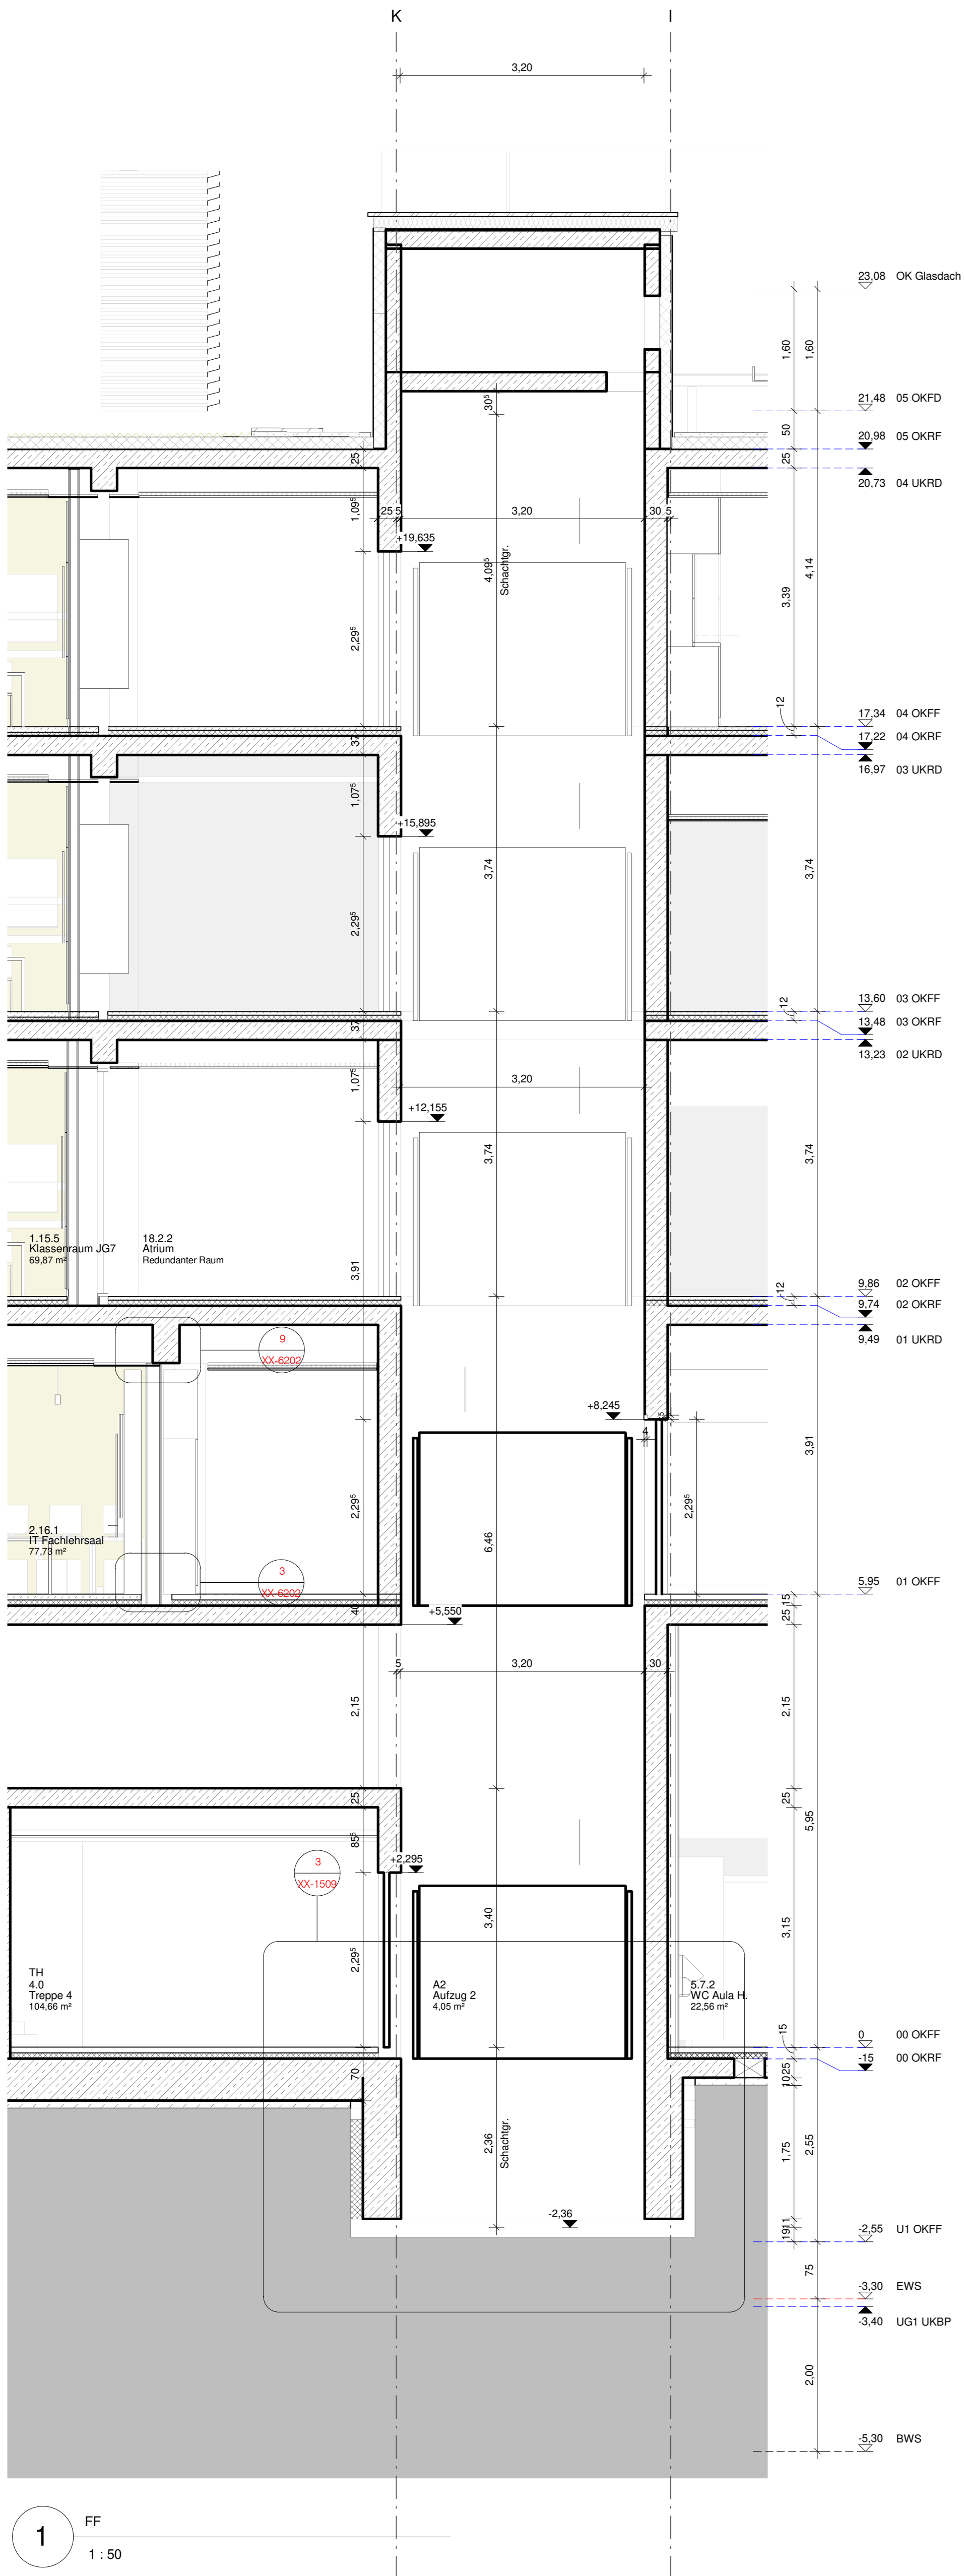 K
I
3,20
23,08 OK Glasdach
1,60
1,60
30⁵
21,48 05 OKFD
50
20,98 05 OKRF
25
25
20,73 04 UKRD
1,09⁵
25 5
3,20
30 5
+19,635
4,09⁵
Schachtgr.
4,14
3,39
2,29⁵
12
17,34 04 OKFF
37
17,22 04 OKRF
16,97 03 UKRD
1,07⁵
+15,895
3,74
3,74
2,29⁵
12
13,60 03 OKFF
37
13,48 03 OKRF
13,23 02 UKRD
1,07⁵
3,20
+12,155
3,74
3,74
1.15.5
Klassenraum JG7
69,87 m²
18.2.2
Atrium
Redundanter Raum
3,91
12
9,86 02 OKFF
9,74 02 OKRF
9
XX-6202
9,49 01 UKRD
+8,245
4
3,91
2,29⁵
2,29⁵
6,46
2.16.1
IT Fachlehrsaal
77,73 m²
3
XX-6202
5,95 01 OKFF
15
40
+5,550
25
5
3,20
30
2,15
2,15
25
25
5,95
85⁵
+2,295
3
XX-1509
3,40
3,15
2,29⁵
TH
4.0
Treppe 4
104,66 m²
A2
Aufzug 2
4,05 m²
5.7.2
WC Aula H.
22,56 m²
15
0 00 OKFF
-15 00 OKRF
70
25
10
2,36
Schachtgr.
1,75
2,55
-2,36
11
19
-2,55 U1 OKFF
75
-3,30 EWS
-3,40 UG1 UKBP
2,00
-5,30 BWS
1
FF
1 : 50